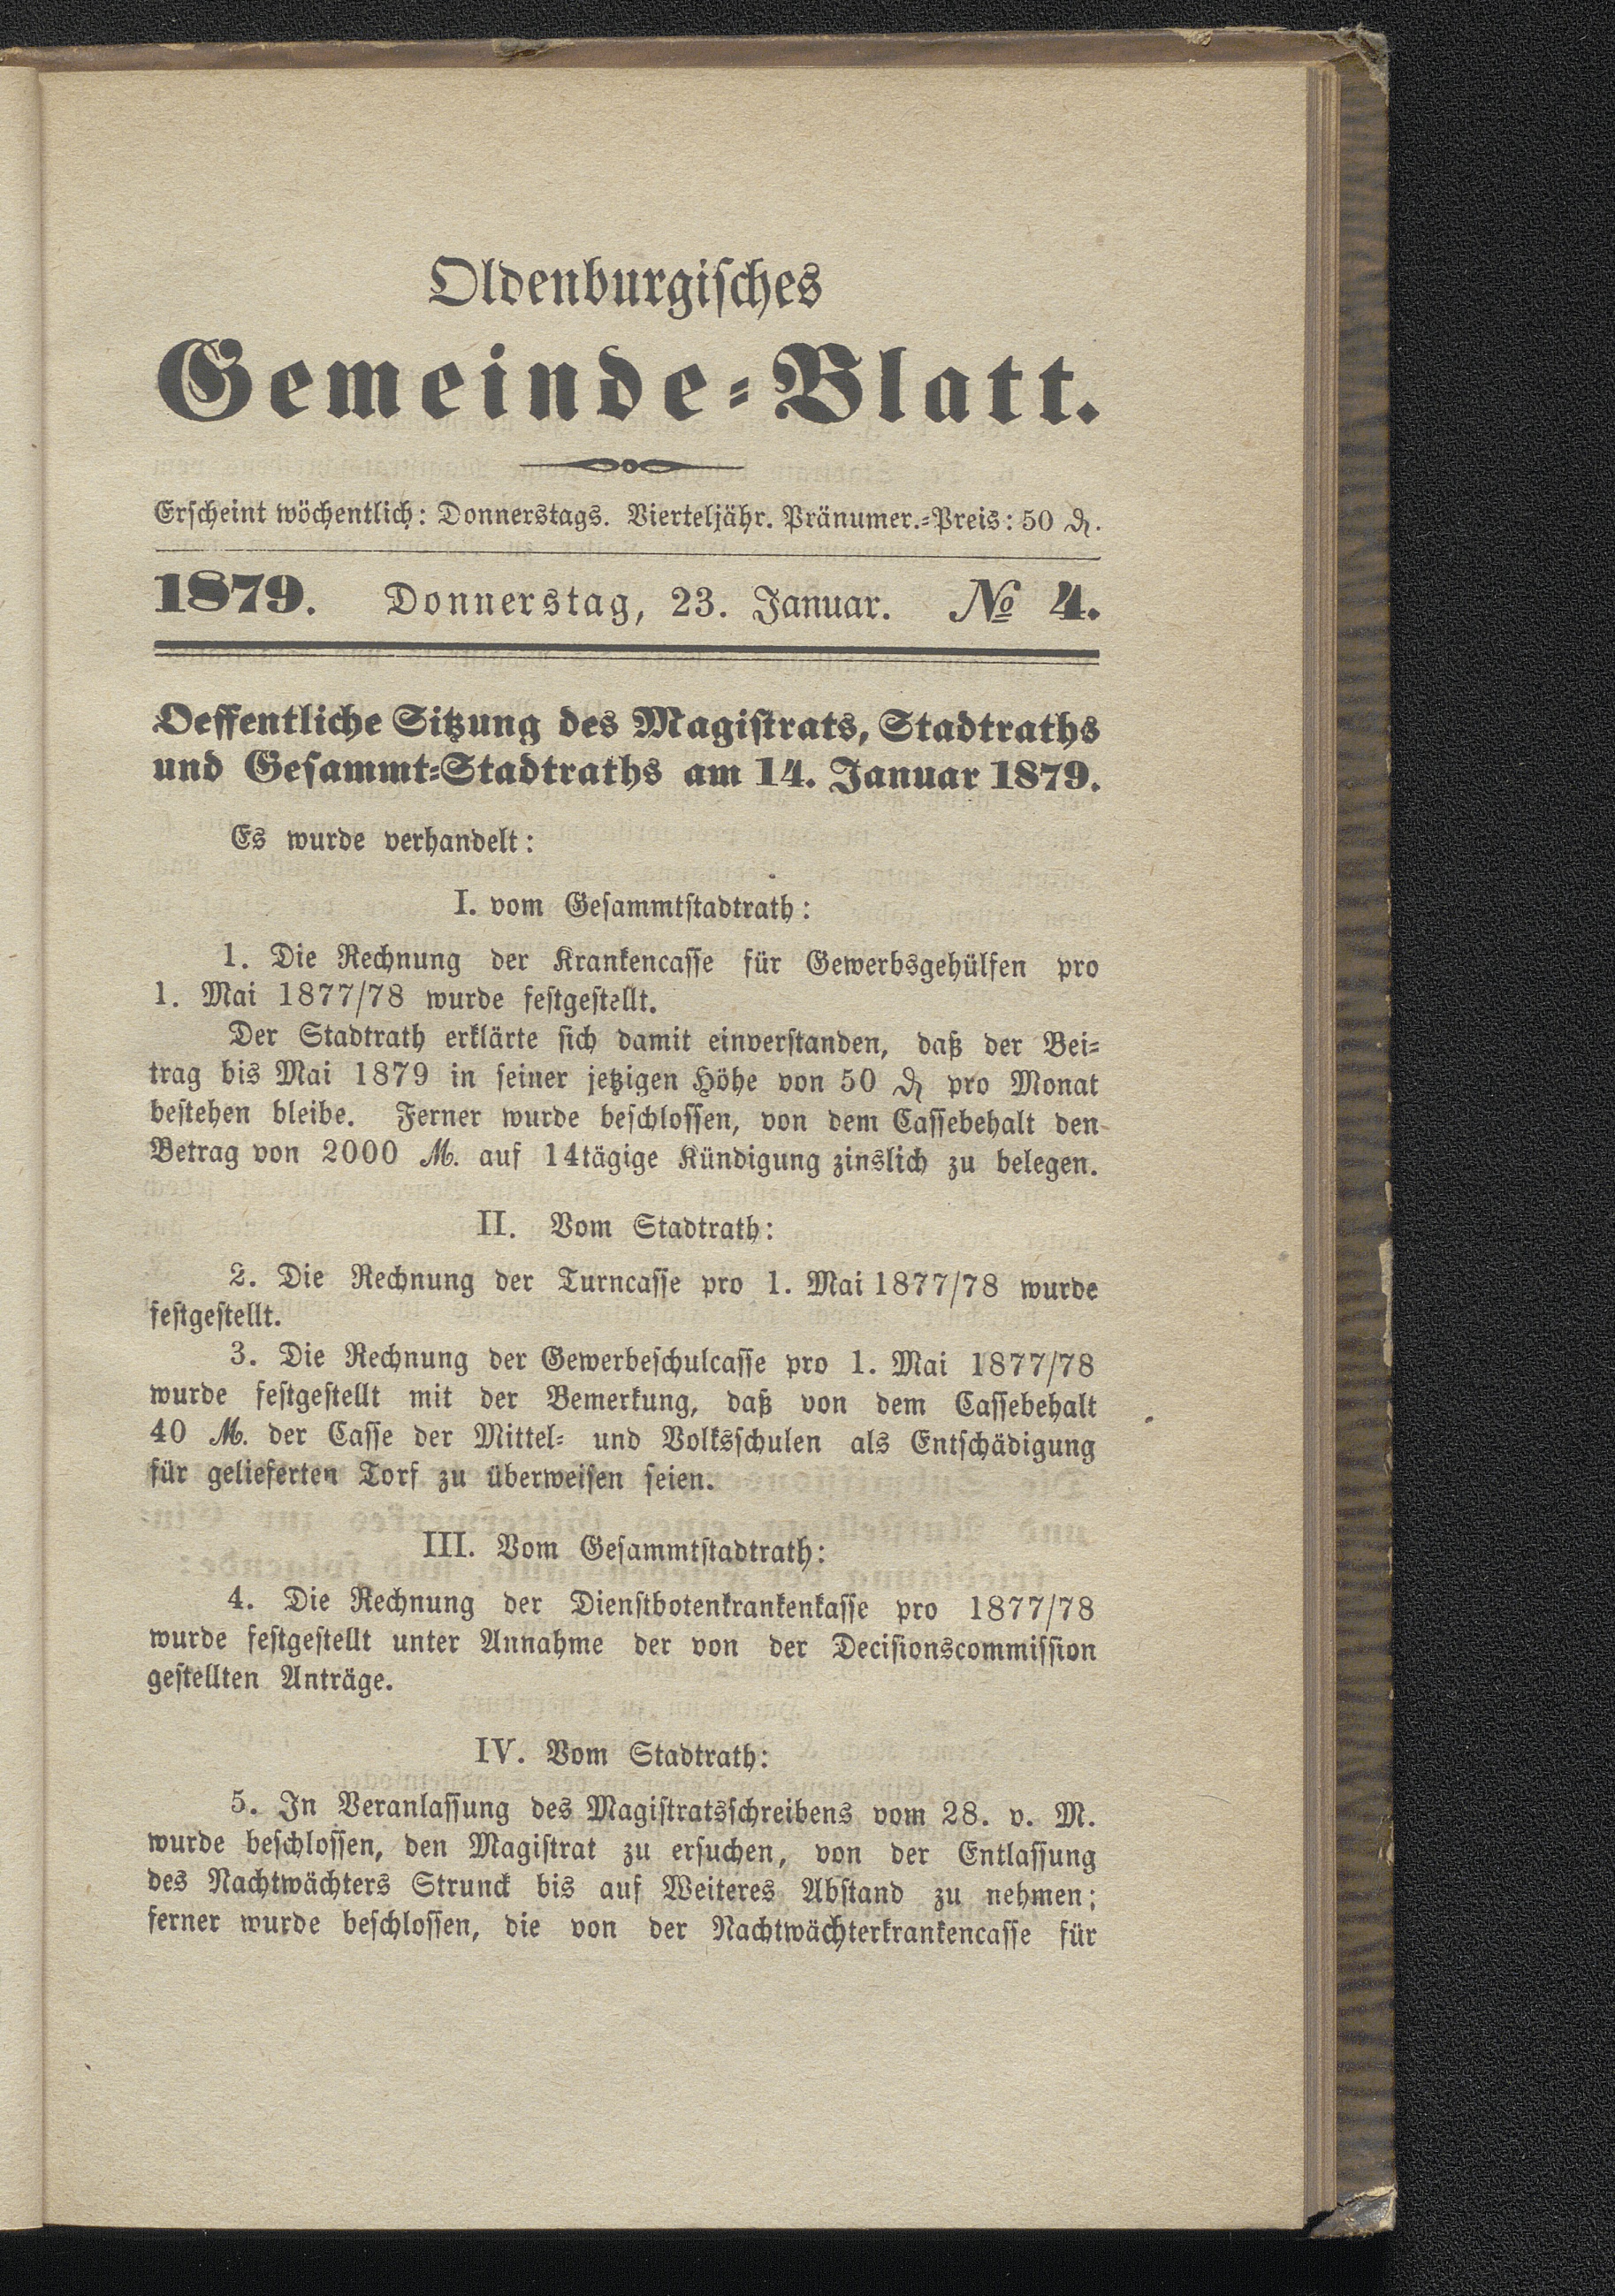 Oldenburgisches
Gemeinde-Blatt.
Erscheint wöchentlich: Donnerstags. Vierteljähr. Pränumer.-Preis: 50 ₰.
1879. Donnerstag, 23. Januar. № 4.
Oeffentliche Sitzung des Magistrats, Stadtraths
und Gesammt-Stadtraths am 14. Januar 1879.
Es wurde verhandelt:
I. vom Gesammtstadtrath:
1. Die Rechnung der Krankencasse für Gewerbsgehülfen pro
1. Mai 1877/78 wurde festgestellt.
Der Stadtrath erklärte sich damit einverstanden, daß der Bei-
trag bis Mai 1879 in seiner jetzigen Höhe von 50 ₰ pro Monat
bestehen bleibe. Ferner wurde beschlossen, von dem Cassebehalt den
Betrag von 2000 M. auf 14tägige Kündigung zinslich zu belegen.
II. Vom Stadtrath:
2. Die Rechnung der Turncasse pro 1. Mai 1877/78 wurde
festgestellt.
3. Die Rechnung der Gewerbeschulcasse pro 1. Mai 1877/78
wurde festgestellt mit der Bemerkung, daß von dem Cassebehalt
40 M. der Casse der Mittel- und Volksschulen als Entschädigung
für gelieferten Torf zu überweisen seien.
III. Vom Gesammtstadtrath:
4. Die Rechnung der Dienstbotenkrankenkasse pro 1877/78
wurde festgestellt unter Annahme der von der Decisionscommission
gestellten Anträge.
IV. Vom Stadtrath:
5. In Veranlassung des Magistratsschreibens vom 28. v. M.
wurde beschlossen, den Magistrat zu ersuchen, von der Entlassung
des Nachtwächters Strunck bis auf Weiteres Abstand zu nehmen;
ferner wurde beschlossen, die von der Nachtwächterkrankencasse für